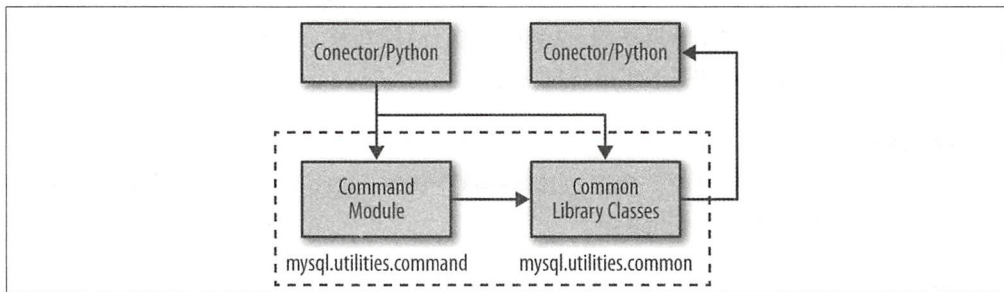 Conector/Python
Conector/Python
Command
Module
Common
Library Classes
mysql.utilities.command
mysql.utilities.common